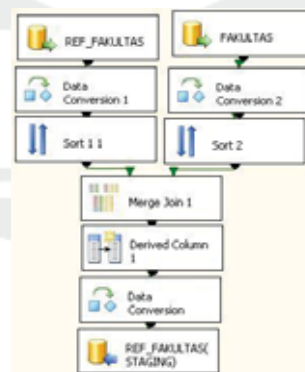 REF_FAKULTAS
FAKULTAS
Data
Conversion 1
Data
Conversion 2
Sort 1 1
Sort 2
Merge Join 1
Derived Column
1
Data
Conversion
REF_FAKULTAS(
STAGING)